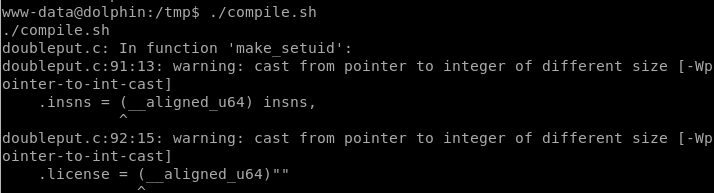 www-data@dolphin:/tmp$ ./compile.sh
./compile.sh
doubleput.c: In function 'make_setuid':
doubleput.c:91:13: warning: cast from pointer to integer of different size [-Wp
ointer-to-int-cast]
    .insns = (__aligned_u64) insns,
             ^
doubleput.c:92:15: warning: cast from pointer to integer of different size [-Wp
ointer-to-int-cast]
    .license = (__aligned_u64)""
               ^